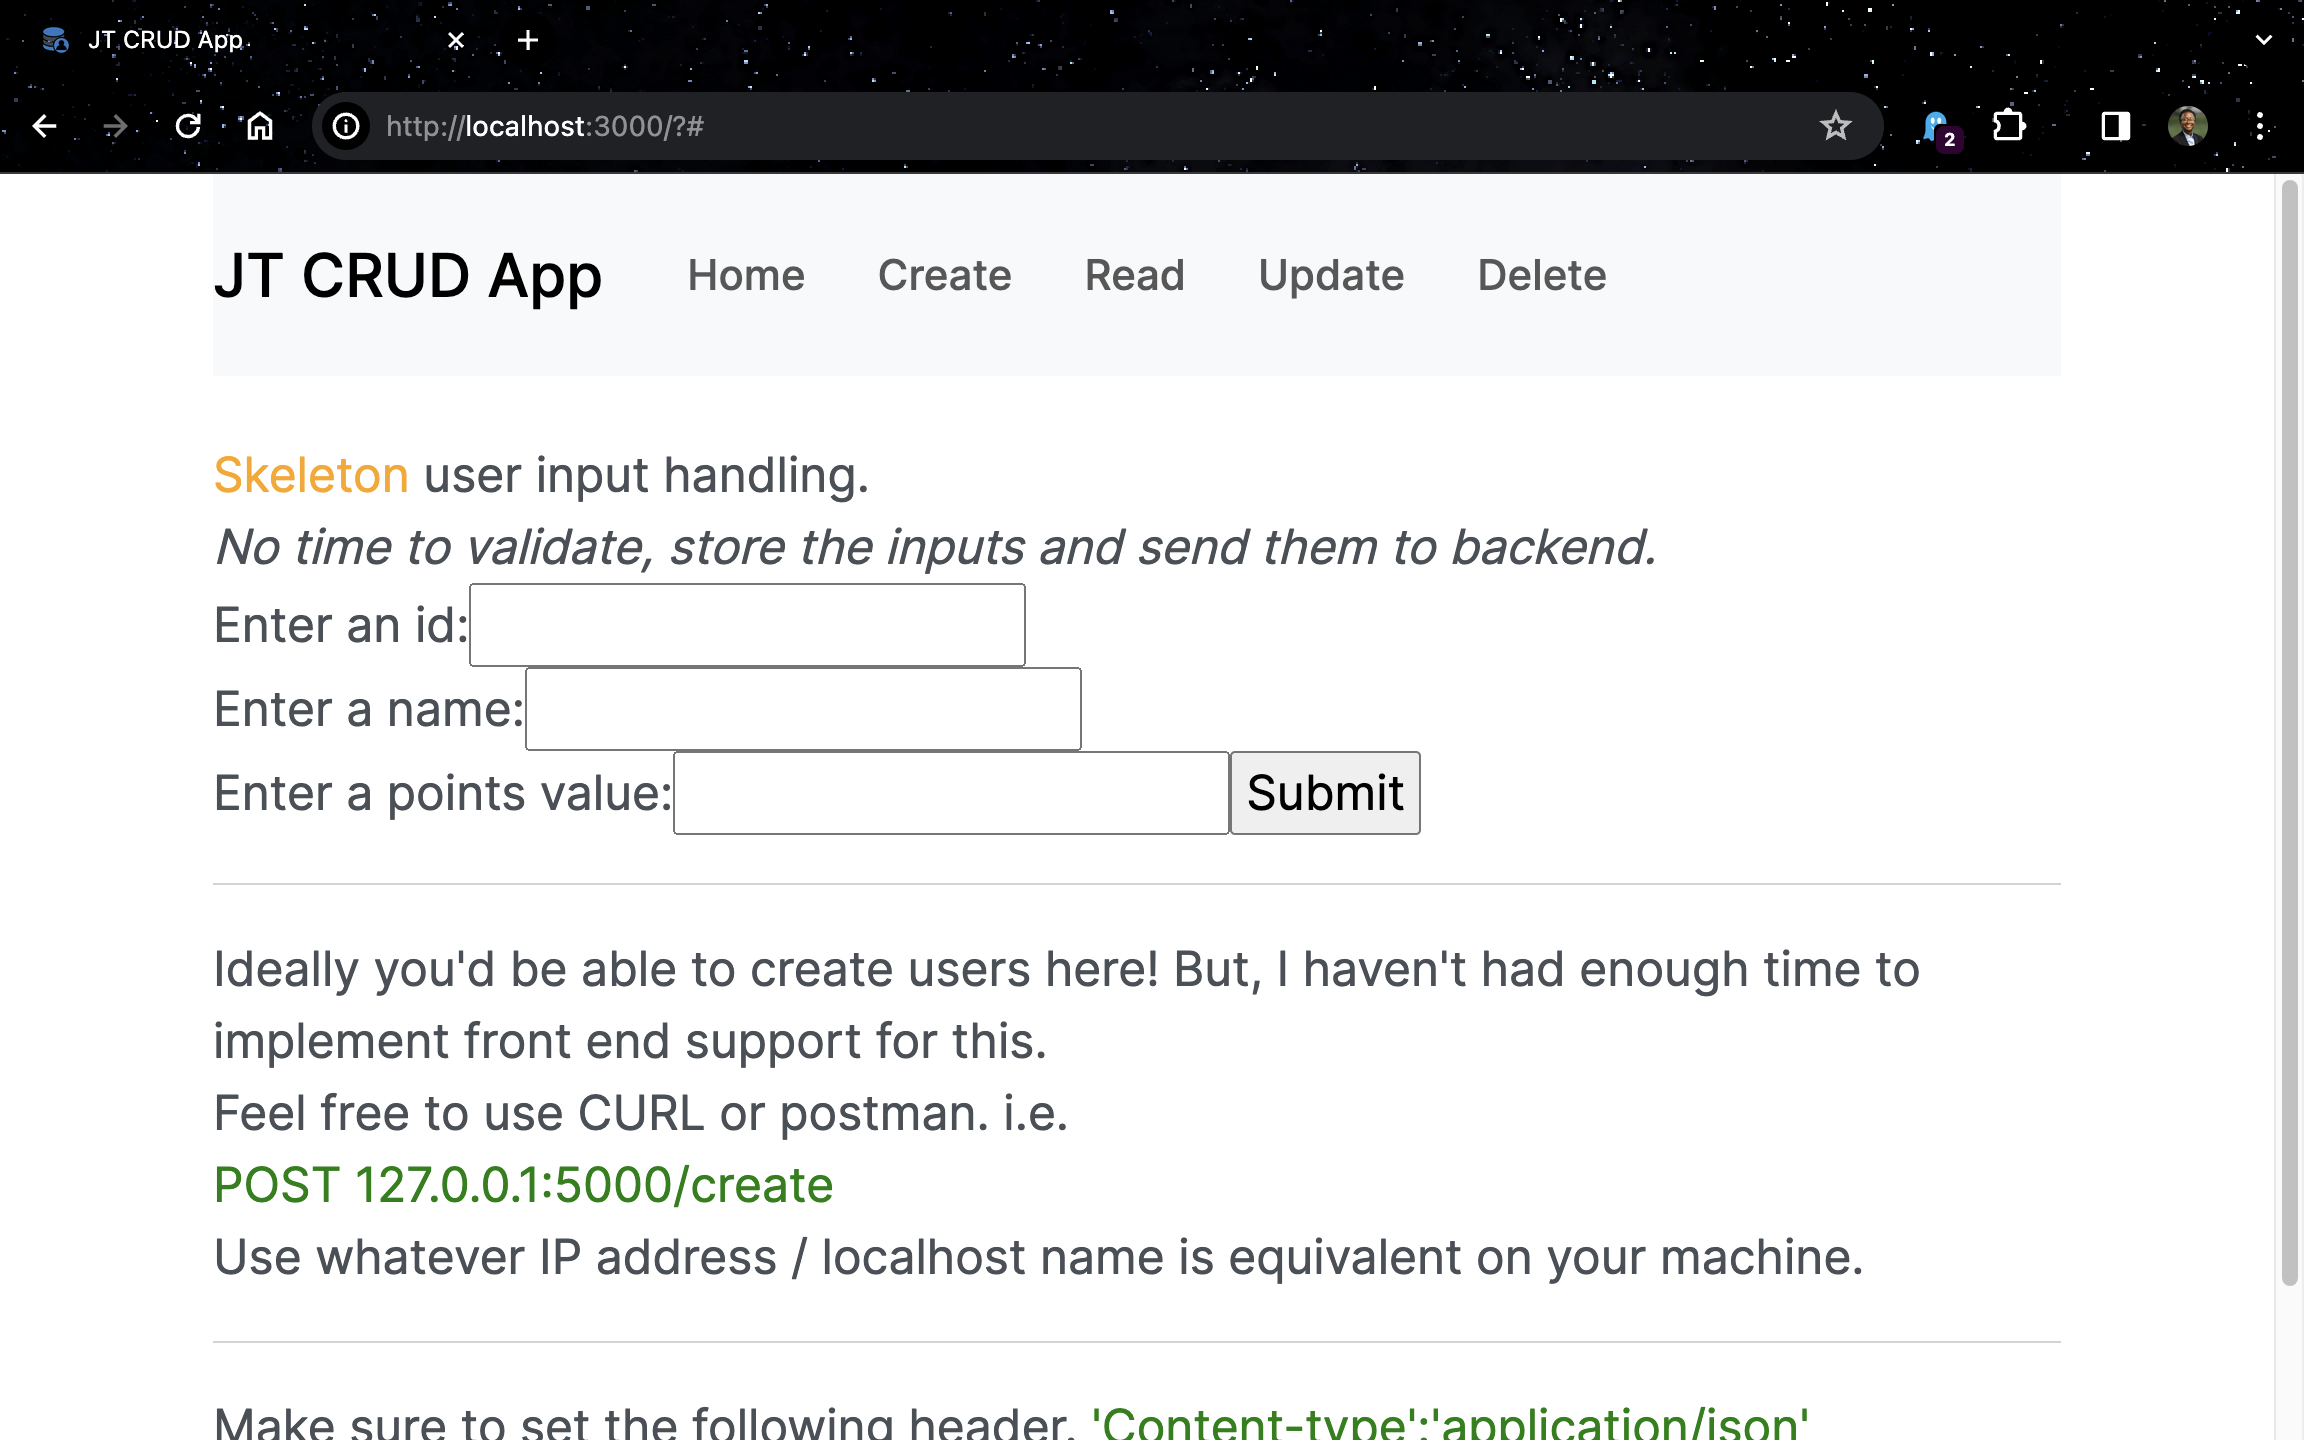 JT CRUD App
http://localhost:3000/?#
2
JT CRUD App Home Create Read Update Delete
Skeleton user input handling.
No time to validate, store the inputs and send them to backend.
Enter an id:
Enter a name:
Enter a points value: Submit
Ideally you'd be able to create users here! But, I haven't had enough time to
implement front end support for this.
Feel free to use CURL or postman. i.e.
POST 127.0.0.1:5000/create
Use whatever IP address / localhost name is equivalent on your machine.
Make sure to set the following header. 'Content-type':'application/json'